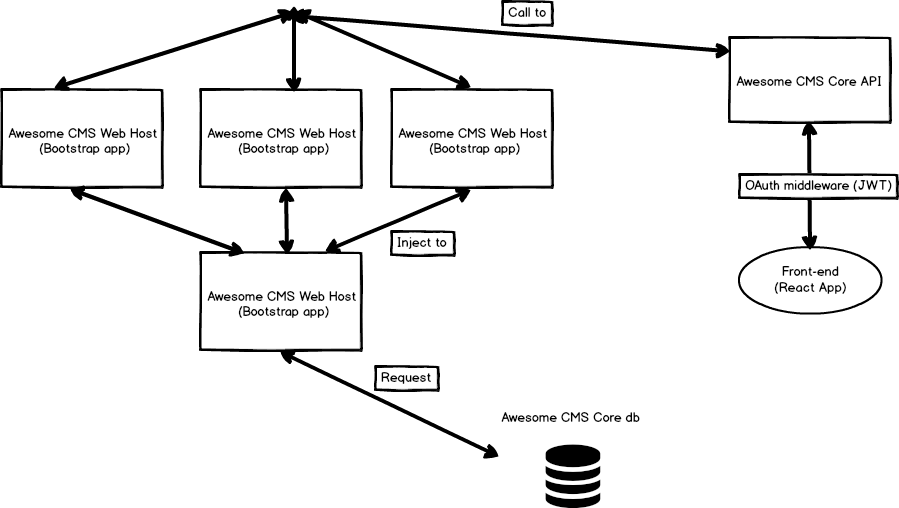 Call to
Awesome CMS Core API
Awesome CMS Web Host
(Bootstrap app)
Awesome CMS Web Host
(Bootstrap app)
Awesome CMS Web Host
(Bootstrap app)
OAuth middleware (JWT)
Inject to
Front-end
(React App)
Awesome CMS Web Host
(Bootstrap app)
Request
Awesome CMS Core db